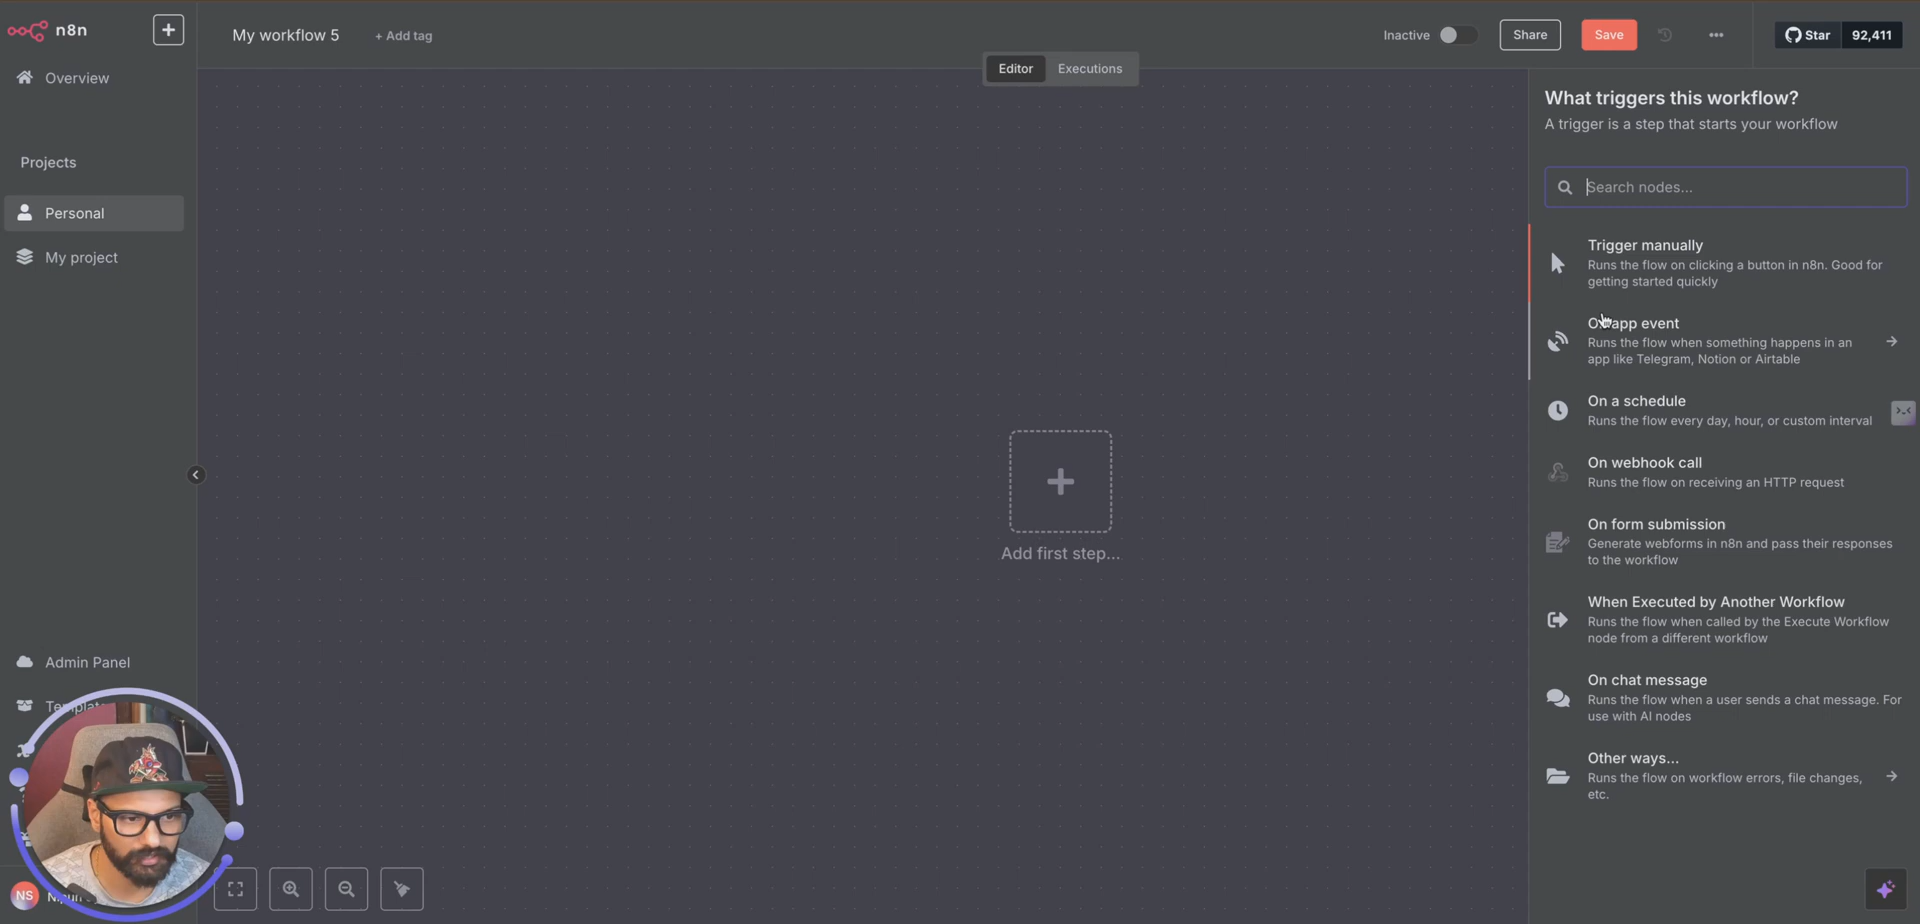 n8n
My workflow 5
+ Add tag
Inactive
Share
Save
Star
92,411
Overview
Editor
Executions
Projects
Personal
My project
What triggers this workflow?
A trigger is a step that starts your workflow
Search nodes...
Trigger manually
Runs the flow on clicking a button in n8n. Good for
getting started quickly
app event
Runs the flow when something happens in an
app like Telegram, Notion or Airtable
On a schedule
Runs the flow every day, hour, or custom interval
On webhook call
Runs the flow on receiving an HTTP request
On form submission
Generate webforms in n8n and pass their responses
to the workflow
When Executed by Another Workflow
Runs the flow when called by the Execute Workflow
node from a different workflow
On chat message
Runs the flow when a user sends a chat message. For
use with AI nodes
Other ways...
Runs the flow on workflow errors, file changes,
etc.
Add first step...
Admin Panel
NS